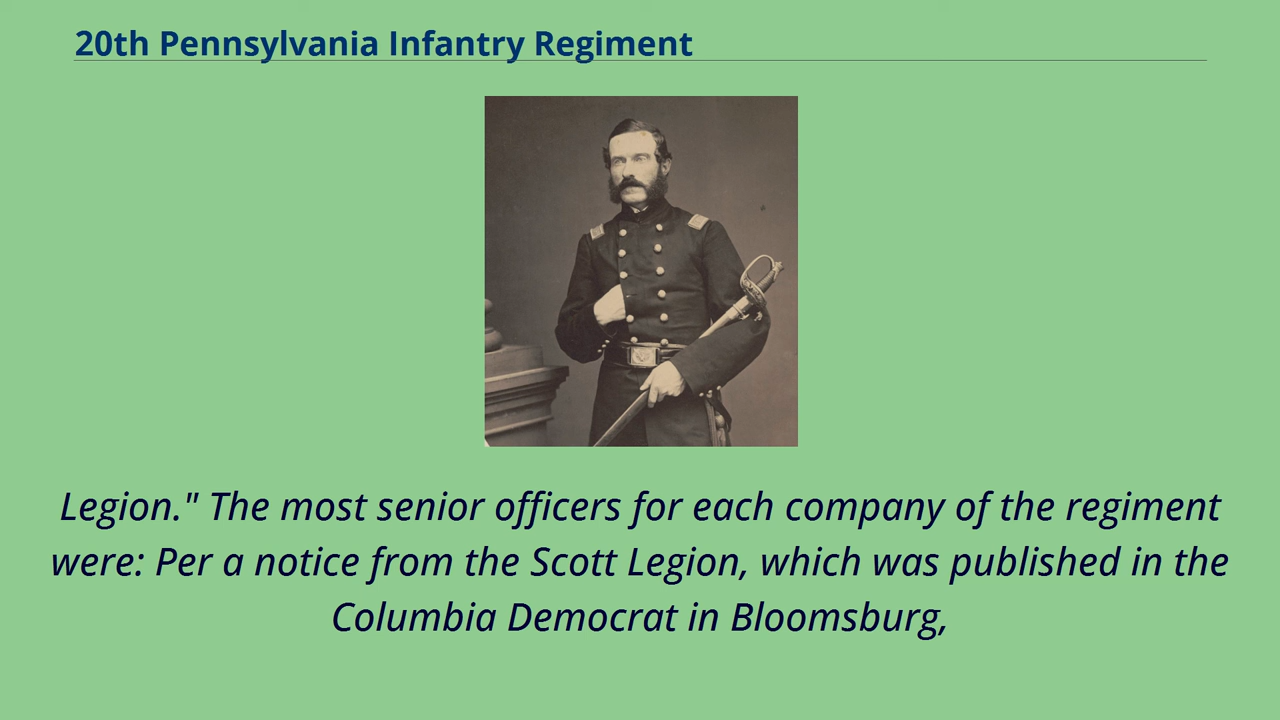 20th Pennsylvania Infantry Regiment
Legion." The most senior officers for each company of the regiment
were: Per a notice from the Scott Legion, which was published in the
Columbia Democrat in Bloomsburg,